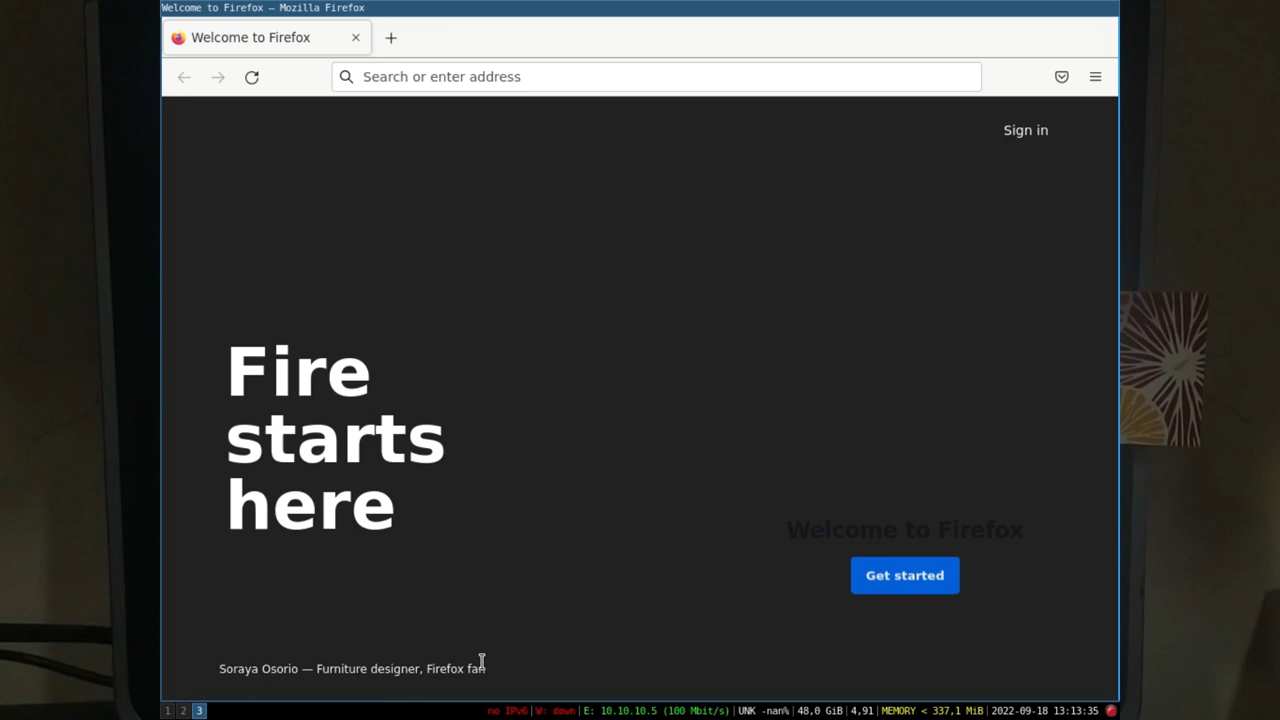 Welcome to Firefox — Mozilla Firefox
Welcome to Firefox
Search or enter address
Sign in
Fire
starts
here
Welcome to Firefox
Get started
Soraya Osorio — Furniture designer, Firefox fan
1 2 3 no IPv6|W: down|E: 10.10.10.5 (100 Mbit/s)|UNK -nan%|48,0 GiB|4,91|MEMORY < 337,1 MiB|2022-09-18 13:13:35